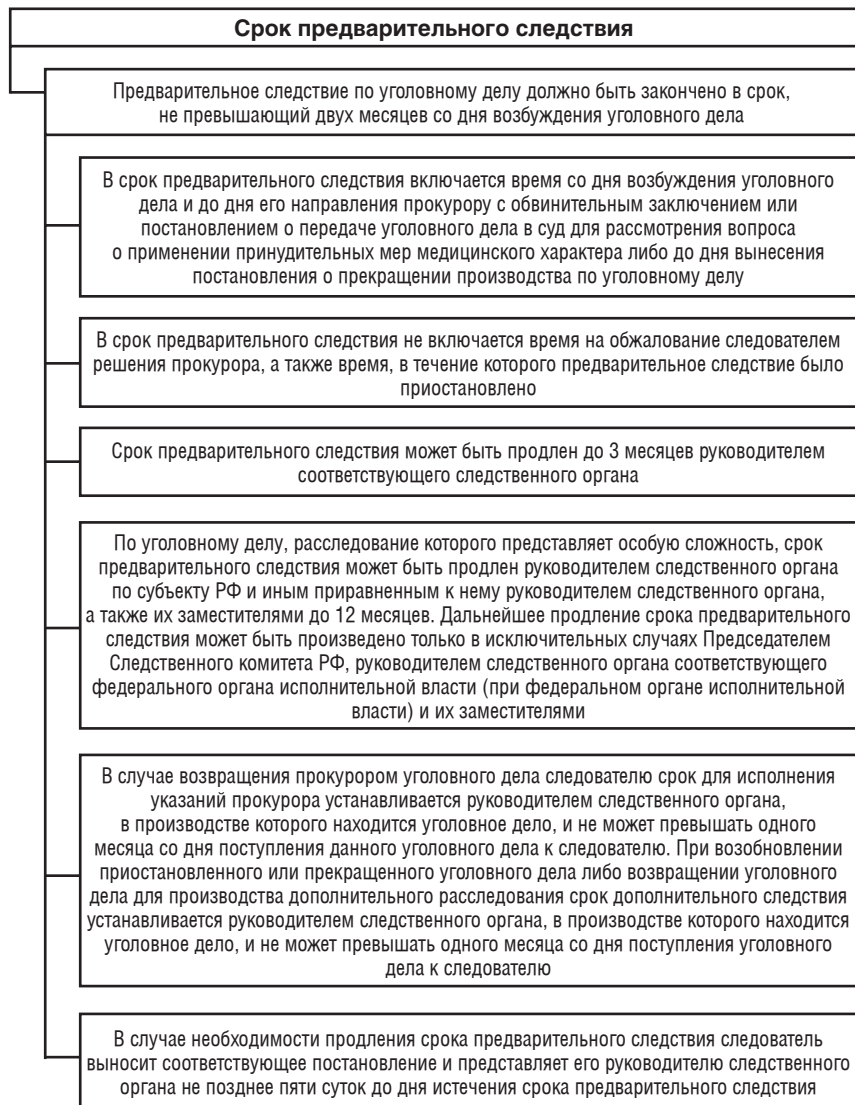 Срок предварительного следствия
Предварительное следствие по уголовному делу должно быть закончено в срок,
не превышающий двух месяцев со дня возбуждения уголовного дела
В срок предварительного следствия включается время со дня возбуждения уголовного
дела и до дня его направления прокурору с обвинительным заключением или
постановлением о передаче уголовного дела в суд для рассмотрения вопроса
о применении принудительных мер медицинского характера либо до дня вынесения
постановления о прекращении производства по уголовному делу
В срок предварительного следствия не включается время на обжалование следователем
решения прокурора, а также время, в течение которого предварительное следствие было
приостановлено
Срок предварительного следствия может быть продлен до 3 месяцев руководителем
соответствующего следственного органа
По уголовному делу, расследование которого представляет особую сложность, срок
предварительного следствия может быть продлен руководителем следственного органа
по субъекту РФ и иным приравненным к нему руководителем следственного органа,
а также их заместителями до 12 месяцев. Дальнейшее продление срока предварительного
следствия может быть произведено только в исключительных случаях Председателем
Следственного комитета РФ, руководителем следственного органа соответствующего
федерального органа исполнительной власти (при федеральном органе исполнительной
власти) и их заместителями
В случае возвращения прокурором уголовного дела следователю срок для исполнения
указаний прокурора устанавливается руководителем следственного органа,
в производстве которого находится уголовное дело, и не может превышать одного
месяца со дня поступления данного уголовного дела к следователю. При возобновлении
приостановленного или прекращенного уголовного дела либо возвращении уголовного
дела для производства дополнительного расследования срок дополнительного следствия
устанавливается руководителем следственного органа, в производстве которого находится
уголовное дело, и не может превышать одного месяца со дня поступления уголовного
дела к следователю
В случае необходимости продления срока предварительного следствия следователь
выносит соответствующее постановление и представляет его руководителю следственного
органа не позднее пяти суток до дня истечения срока предварительного следствия